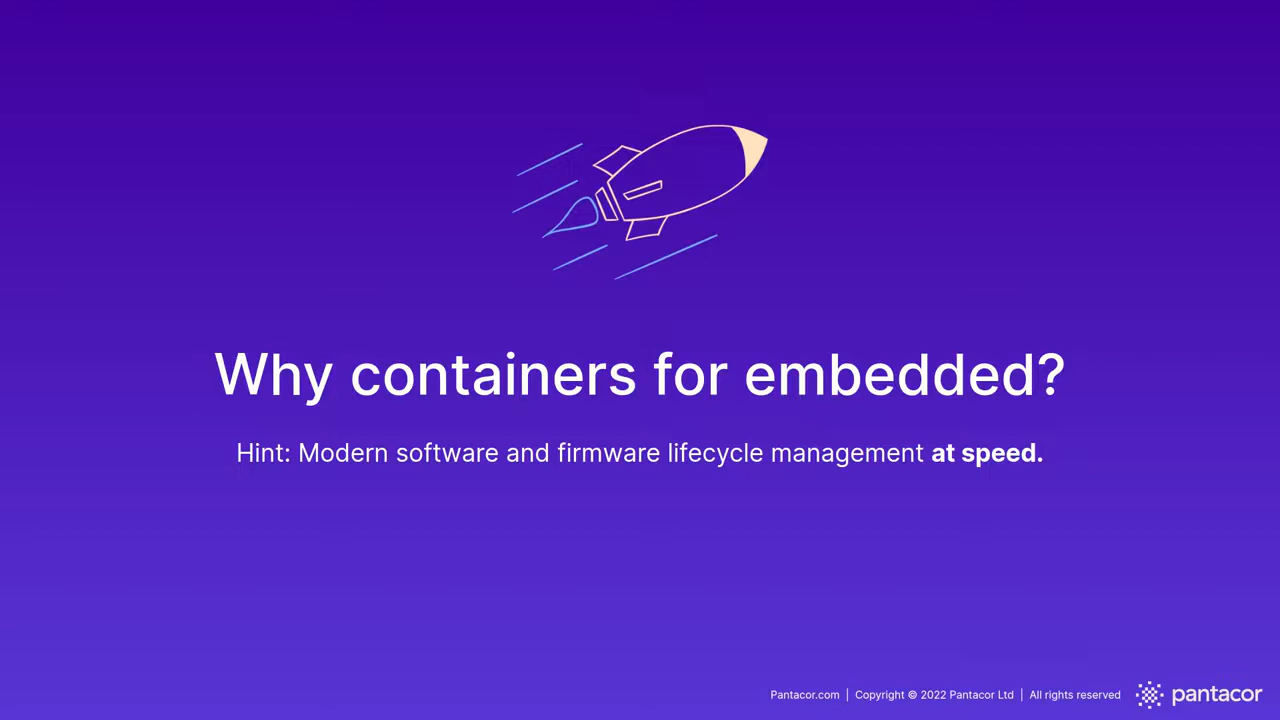 Why containers for embedded?
Hint: Modern software and firmware lifecycle management at speed.
Pantacor.com | Copyright © 2022 Pantacor Ltd | All rights reserved
pantacor